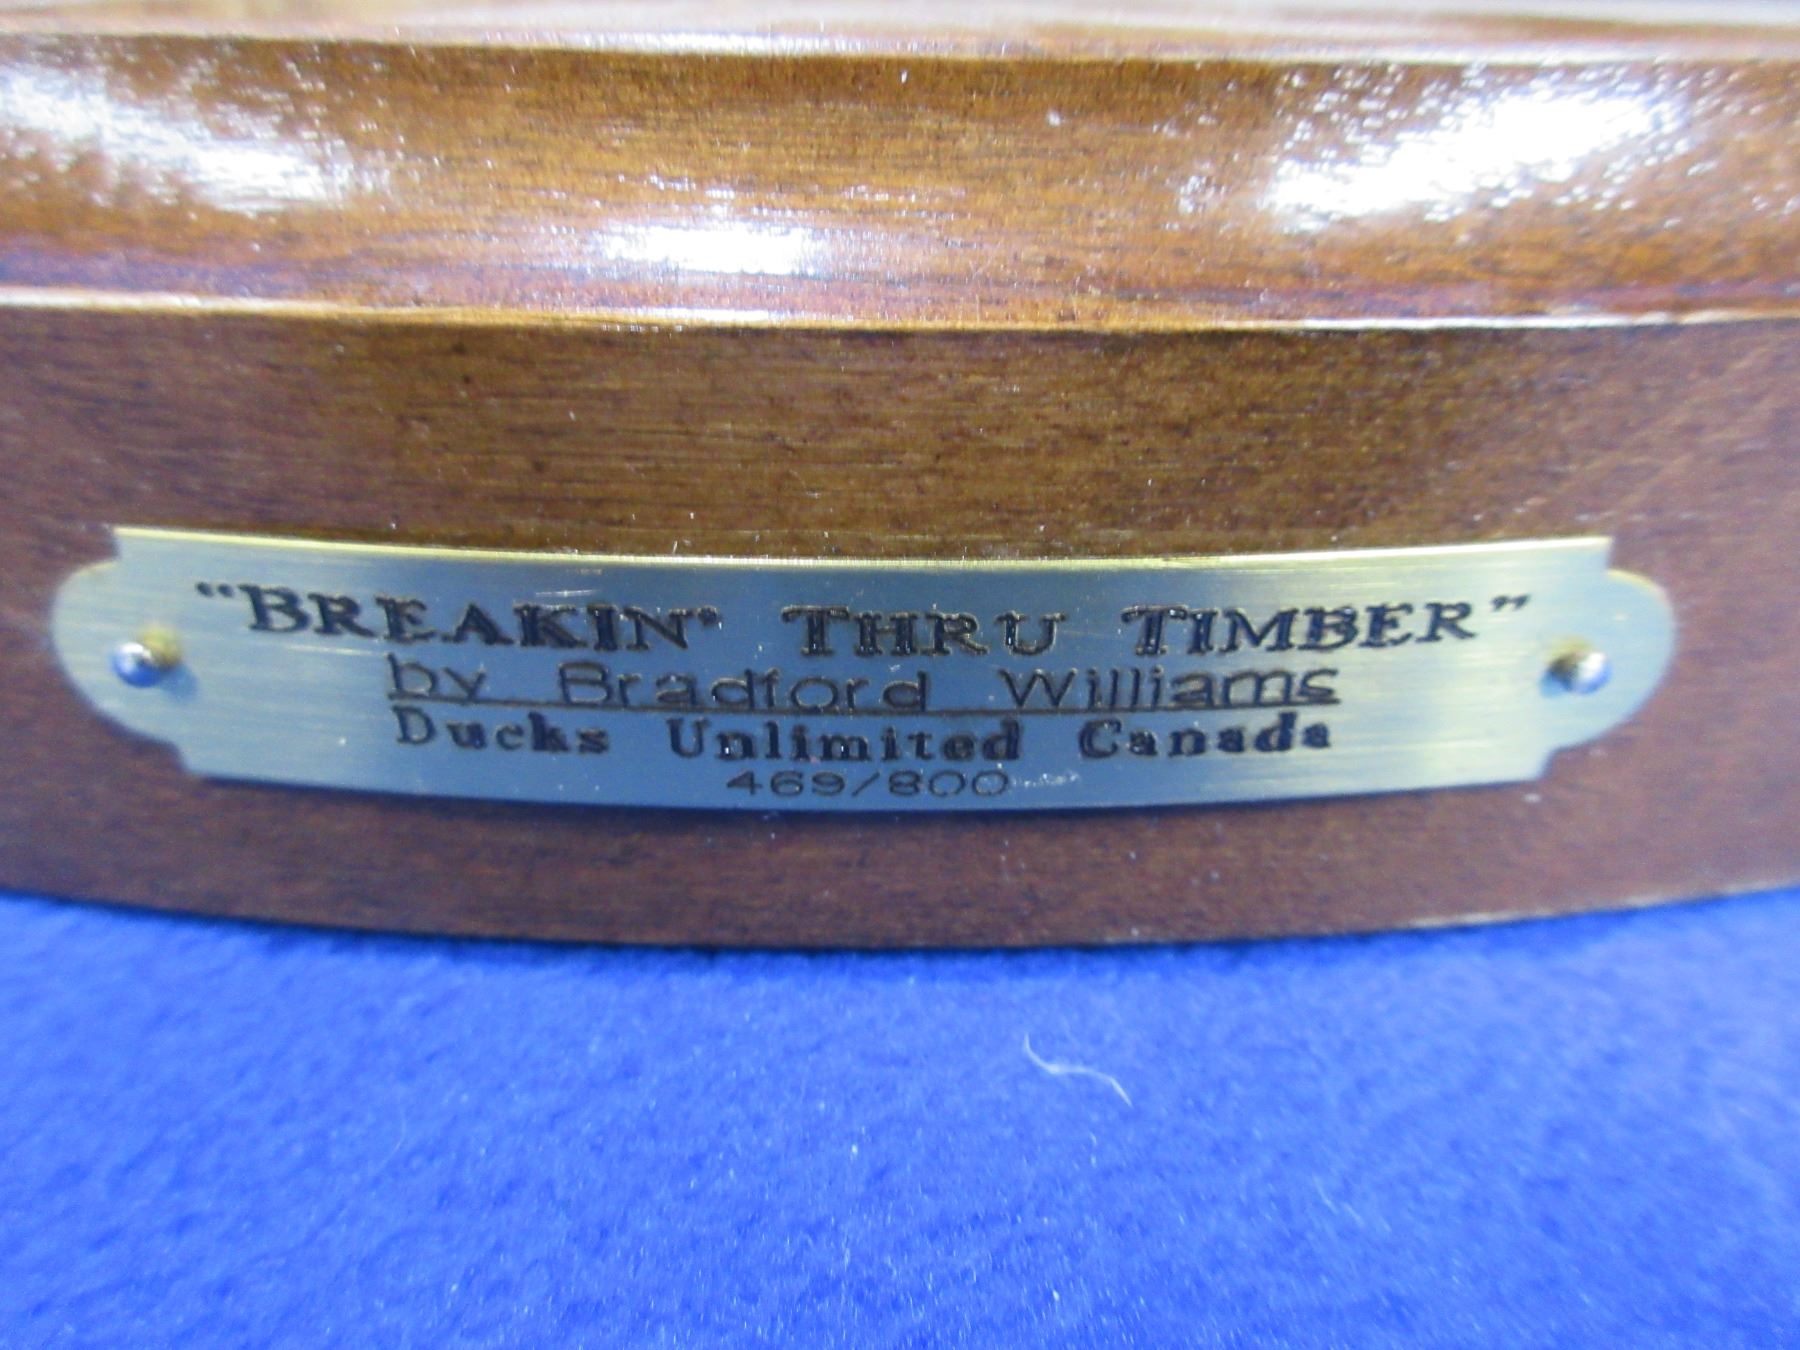 "BREAKIN' THRU TIMBER"
by Bradford Williams
Ducks Unlimited Canada
469/800